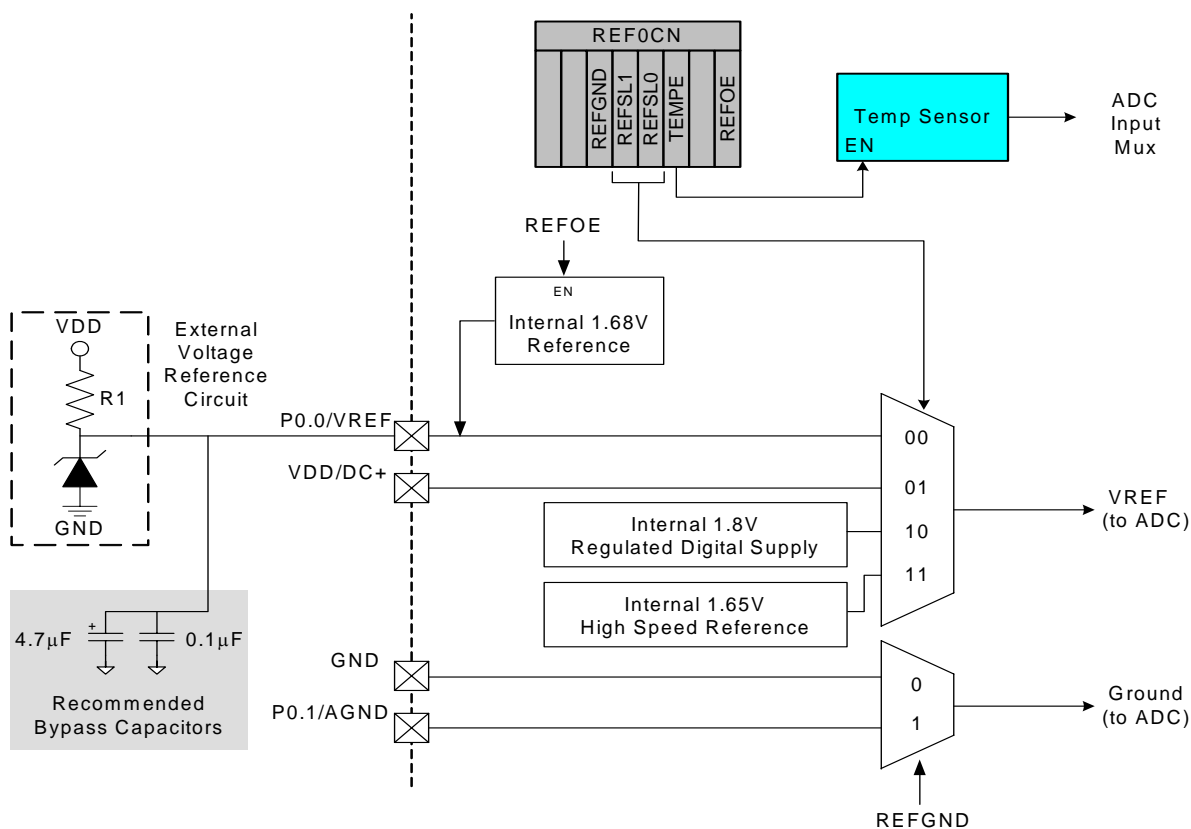 REF0CN
REFGND
REFSL1
REFSL0
TEMPE
REFOE
Temp Sensor
EN
ADC
Input
Mux
REFOE
EN
Internal 1.68V
Reference
VDD
R1
GND
External
Voltage
Reference
Circuit
P0.0/VREF
VDD/DC+
00
01
10
11
Internal 1.8V
Regulated Digital Supply
Internal 1.65V
High Speed Reference
VREF
(to ADC)
4.7μF
+
0.1μF
Recommended
Bypass Capacitors
GND
P0.1/AGND
0
1
Ground
(to ADC)
REFGND